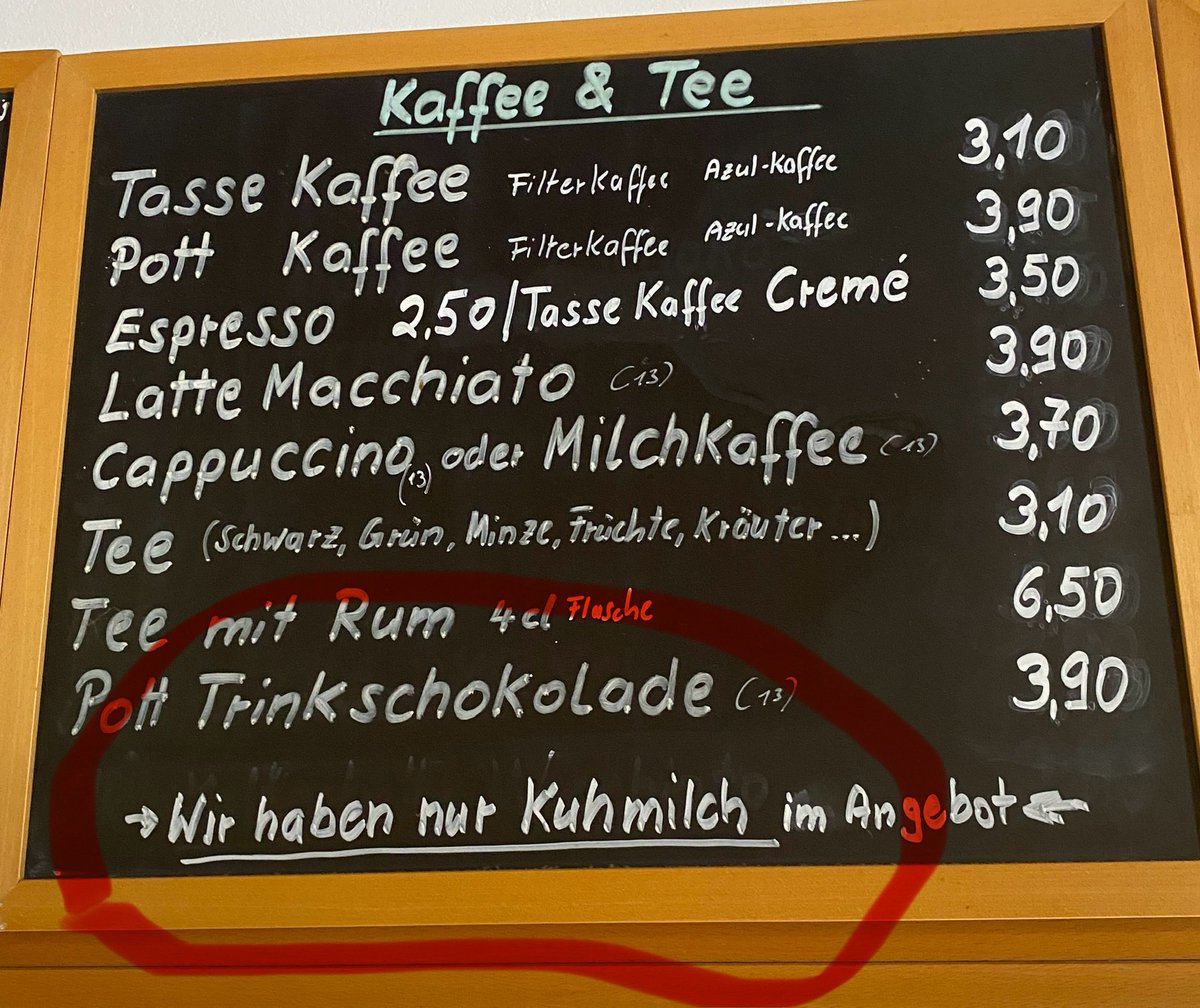 Kaffee & Tee
Tasse Kaffee Filterkaffee Azul-Kaffee 3,10
Pott Kaffee Filterkaffee Azul-Kaffee 3,90
Espresso 2,50/Tasse Kaffee Cremé 3,50
Latte Macchiato (13) 3,90
Cappuccino (13) oder Milchkaffee (13) 3,70
Tee (Schwarz, Grün, Minze, Früchte, Kräuter...) 3,10
Tee mit Rum 4cl Flasche 6,50
Pott Trinkschokolade (13) 3,90
→ Wir haben nur Kuhmilch im Angebot ←